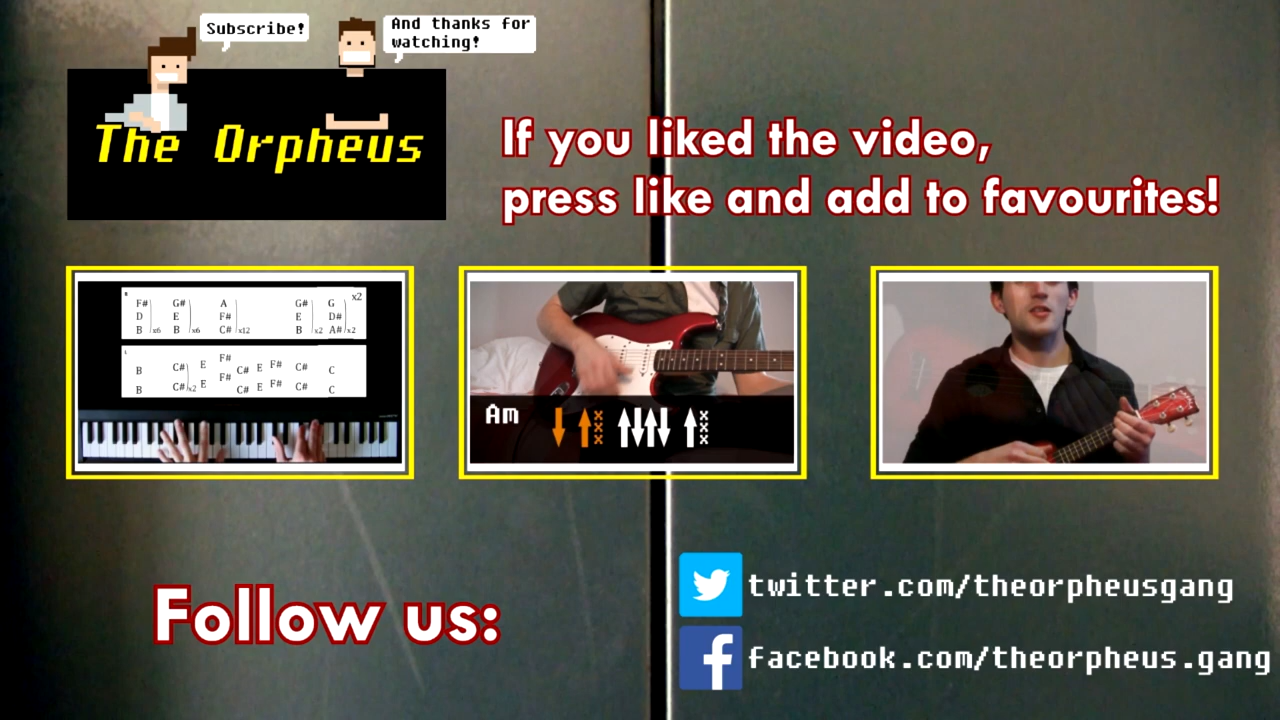 Subscribe!
And thanks for
watching!
The Orpheus
If you liked the video,
press like and add to favourites!
F# G# A G# G x2
D E F# E D#
B x6 B x6 C# x12 B x2 A# x2
F#
B C# E C# E F# C# C
F#
B C# x2 E C# E F# C# C
Am
Follow us:
twitter.com/theorpheusgang
facebook.com/theorpheus.gang